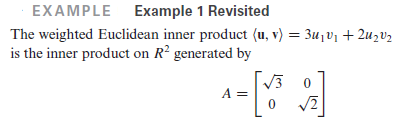 EXAMPLE Example 1 Revisited
The weighted Euclidean inner product ⟨u, v⟩ = 3u₁v₁ + 2u₂v₂
is the inner product on R² generated by
A = [√3 0
0 √2]